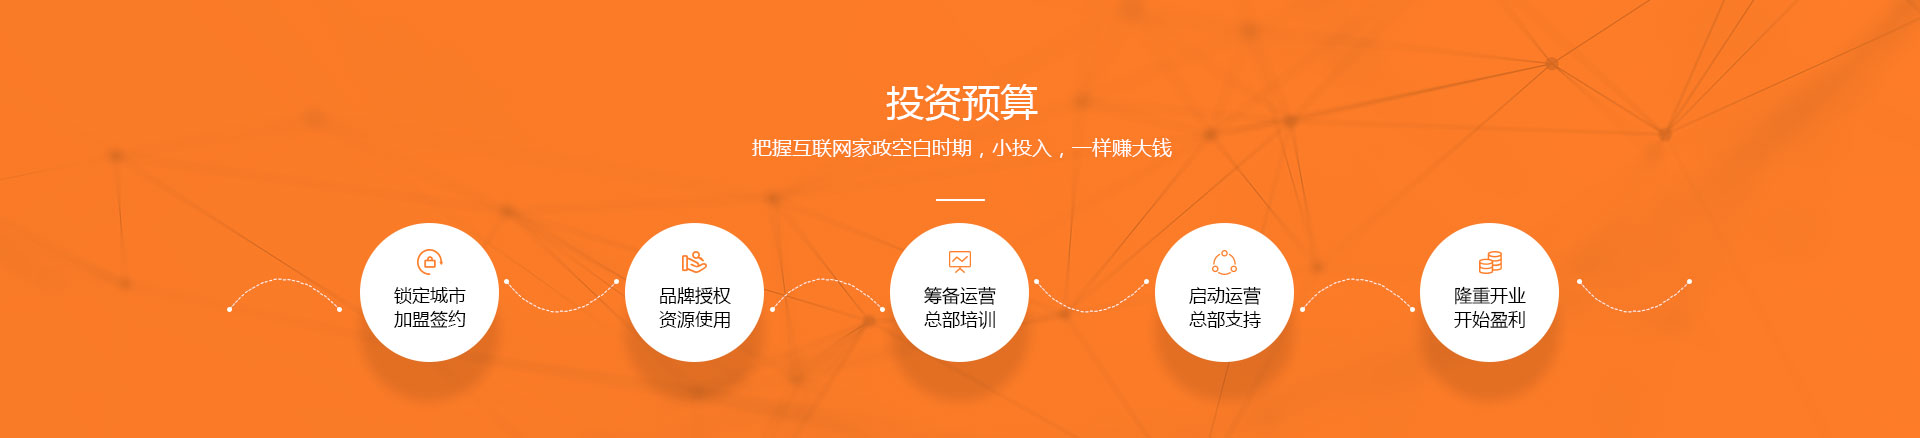 投资预算
把握互联网家政空白时期，小投入，一样赚大钱
锁定城市
加盟签约
品牌授权
资源使用
筹备运营
总部培训
启动运营
总部支持
隆重开业
开始盈利